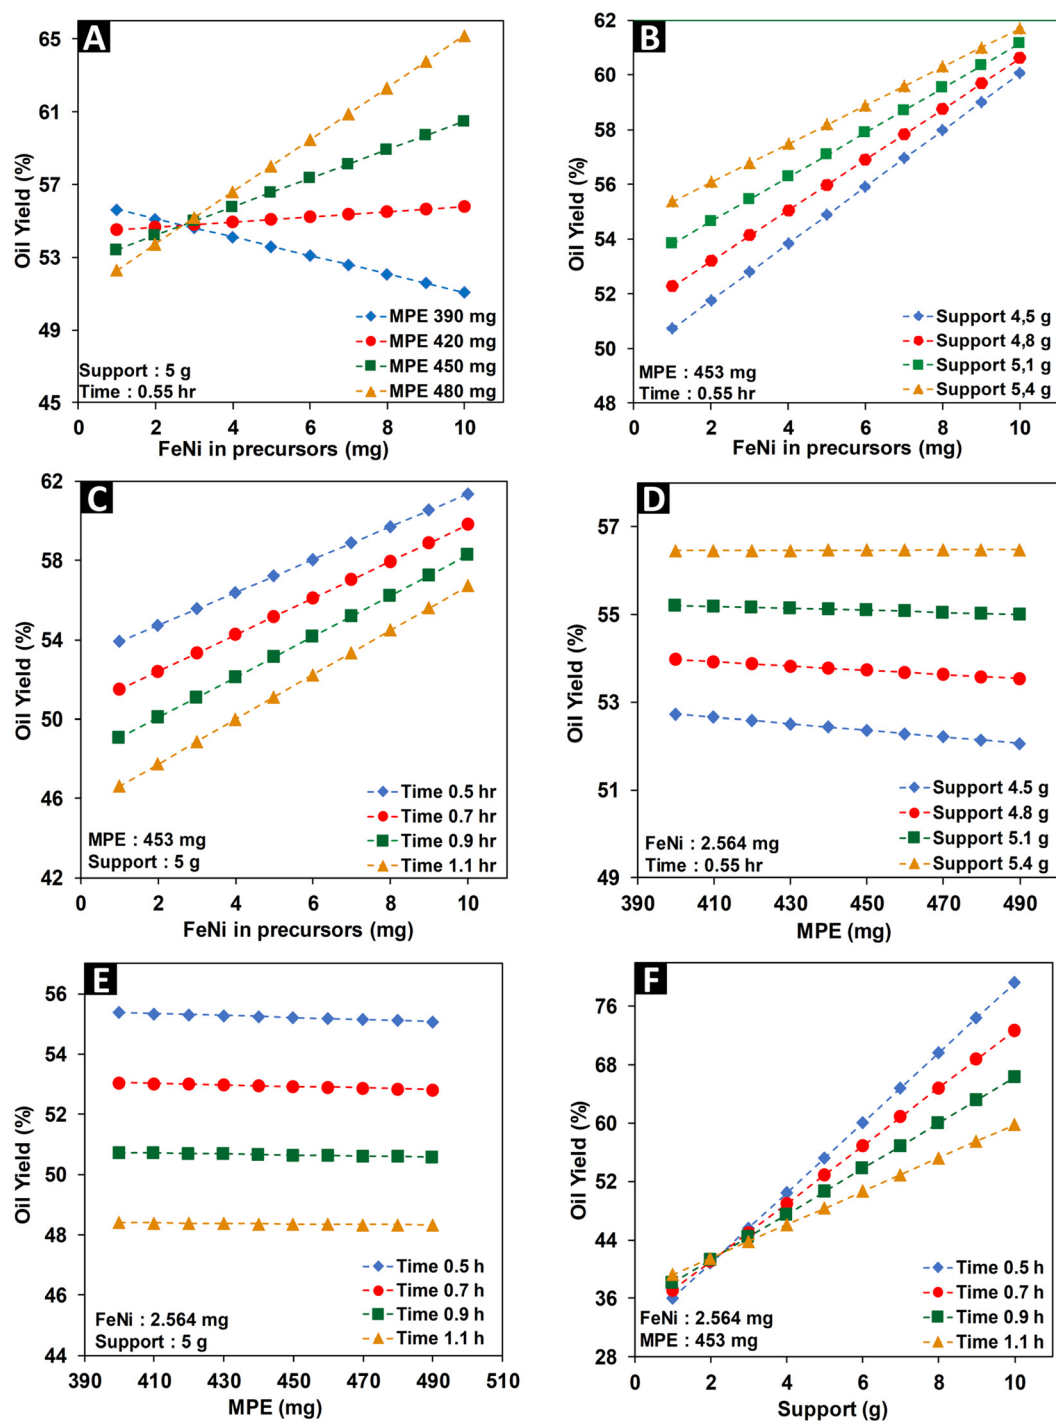 A
65
61
57
53
49
45
Oil Yield (%)
MPE 390 mg
MPE 420 mg
MPE 450 mg
MPE 480 mg
Support : 5 g
Time : 0.55 hr
0 2 4 6 8 10
FeNi in precursors (mg)
B
62
60
58
56
54
52
50
48
Oil Yield (%)
Support 4,5 g
Support 4,8 g
Support 5,1 g
Support 5,4 g
MPE : 453 mg
Time : 0.55 hr
0 2 4 6 8 10
FeNi in precursors (mg)
C
62
58
54
50
46
42
Oil Yield (%)
Time 0.5 hr
Time 0.7 hr
Time 0.9 hr
Time 1.1 hr
MPE : 453 mg
Support : 5 g
0 2 4 6 8 10
FeNi in precursors (mg)
D
57
55
53
51
49
Oil Yield (%)
Support 4.5 g
Support 4.8 g
Support 5.1 g
Support 5.4 g
FeNi : 2.564 mg
Time : 0.55 hr
390 410 430 450 470 490
MPE (mg)
E
56
54
52
50
48
46
44
Oil Yield (%)
Time 0.5 h
Time 0.7 h
Time 0.9 h
Time 1.1 h
FeNi : 2.564 mg
Support : 5 g
390 410 430 450 470 490 510
MPE (mg)
F
76
68
60
52
44
36
28
Oil Yield (%)
Time 0.5 h
Time 0.7 h
Time 0.9 h
Time 1.1 h
FeNi : 2.564 mg
MPE : 453 mg
0 2 4 6 8 10
Support (g)